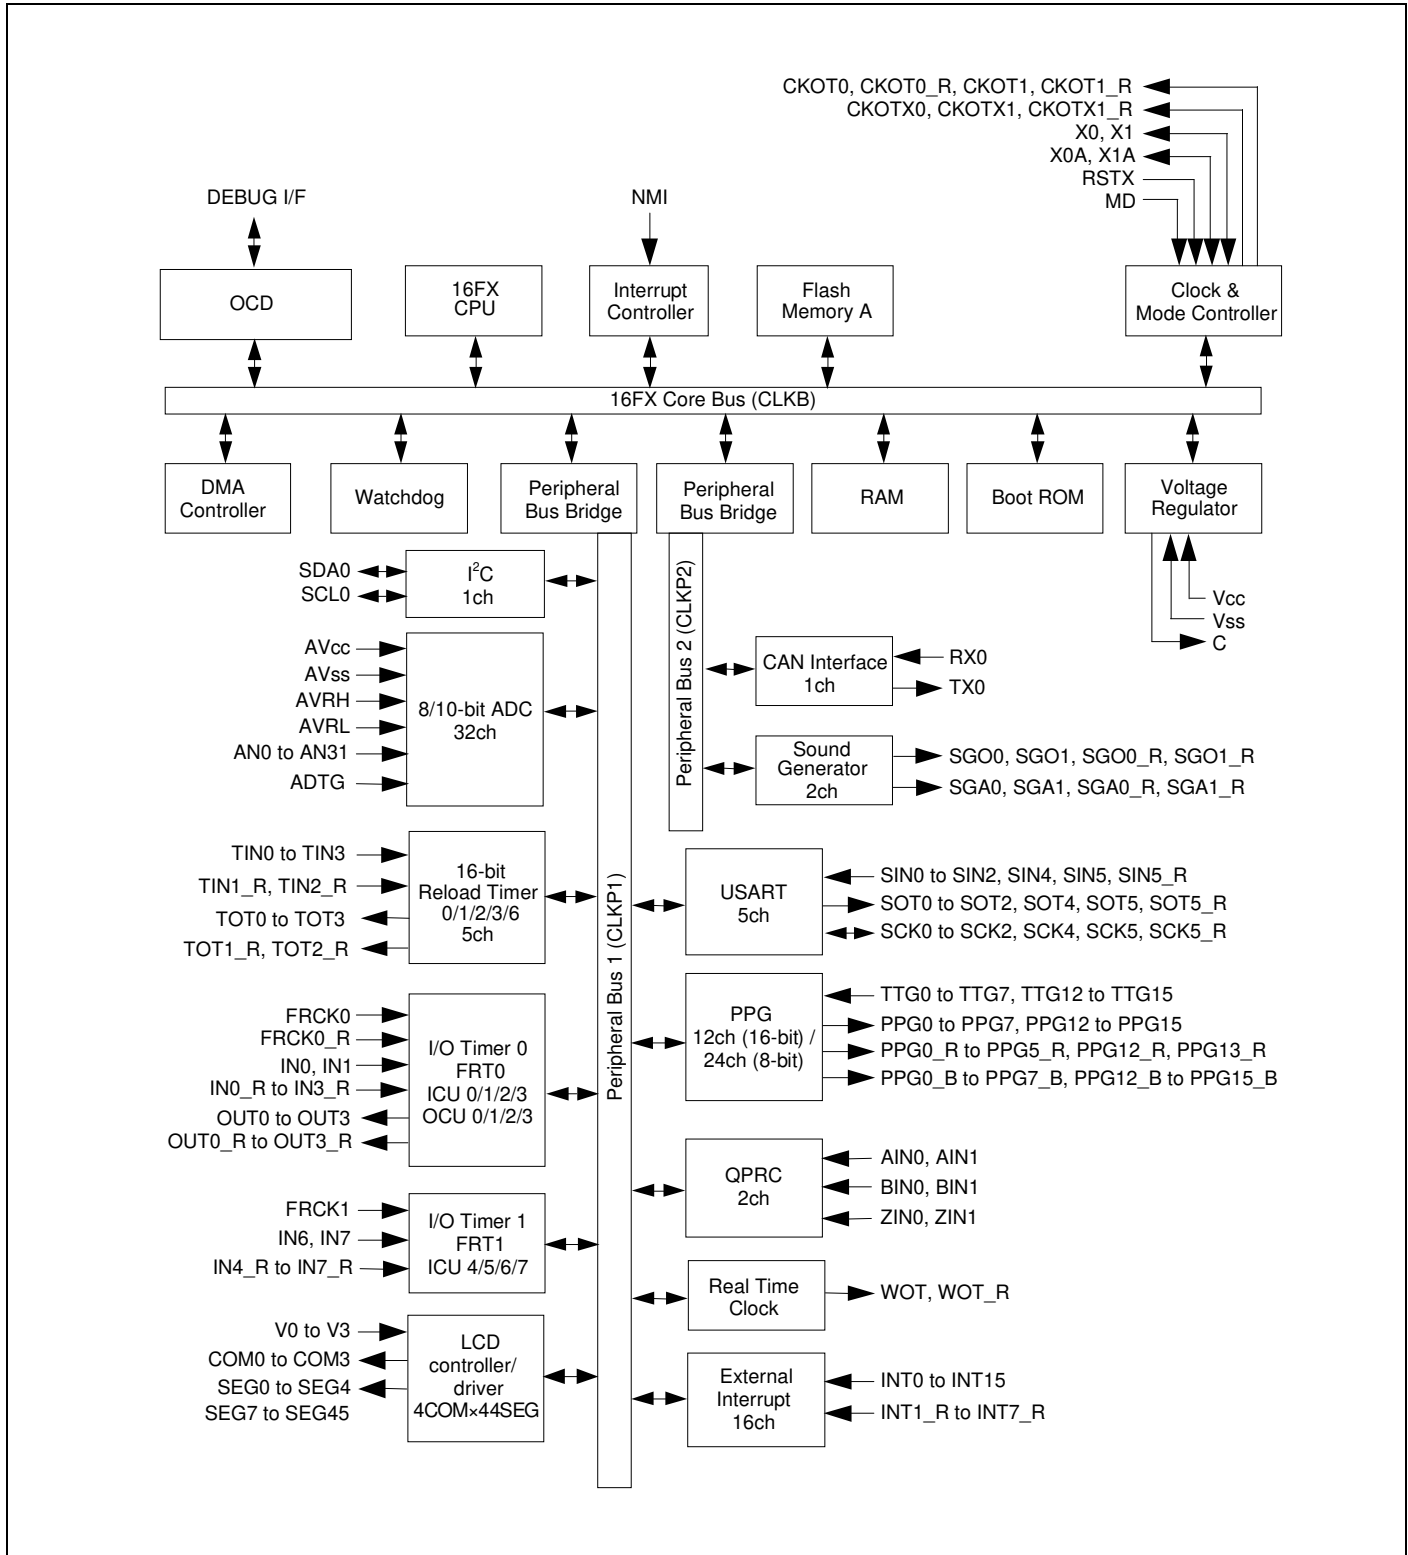 CKOT0, CKOT0_R, CKOT1, CKOT1_R
CKOTX0, CKOTX1, CKOTX1_R
X0, X1
X0A, X1A
RSTX
MD
DEBUG I/F
NMI
OCD
16FX
CPU
Interrupt
Controller
Flash
Memory A
Clock &
Mode Controller
16FX Core Bus (CLKB)
DMA
Controller
Watchdog
Peripheral
Bus Bridge
Peripheral
Bus Bridge
RAM
Boot ROM
Voltage
Regulator
Vcc
Vss
C
Peripheral Bus 1 (CLKP1)
Peripheral Bus 2 (CLKP2)
SDA0
SCL0
I²C
1ch
AVcc
AVss
AVRH
AVRL
AN0 to AN31
ADTG
8/10-bit ADC
32ch
TIN0 to TIN3
TIN1_R, TIN2_R
TOT0 to TOT3
TOT1_R, TOT2_R
16-bit
Reload Timer
0/1/2/3/6
5ch
FRCK0
FRCK0_R
IN0, IN1
IN0_R to IN3_R
OUT0 to OUT3
OUT0_R to OUT3_R
I/O Timer 0
FRT0
ICU 0/1/2/3
OCU 0/1/2/3
FRCK1
IN6, IN7
IN4_R to IN7_R
I/O Timer 1
FRT1
ICU 4/5/6/7
V0 to V3
COM0 to COM3
SEG0 to SEG4
SEG7 to SEG45
LCD
controller/
driver
4COM×44SEG
CAN Interface
1ch
RX0
TX0
Sound
Generator
2ch
SGO0, SGO1, SGO0_R, SGO1_R
SGA0, SGA1, SGA0_R, SGA1_R
USART
5ch
SIN0 to SIN2, SIN4, SIN5, SIN5_R
SOT0 to SOT2, SOT4, SOT5, SOT5_R
SCK0 to SCK2, SCK4, SCK5, SCK5_R
PPG
12ch (16-bit) /
24ch (8-bit)
TTG0 to TTG7, TTG12 to TTG15
PPG0 to PPG7, PPG12 to PPG15
PPG0_R to PPG5_R, PPG12_R, PPG13_R
PPG0_B to PPG7_B, PPG12_B to PPG15_B
QPRC
2ch
AIN0, AIN1
BIN0, BIN1
ZIN0, ZIN1
Real Time
Clock
WOT, WOT_R
External
Interrupt
16ch
INT0 to INT15
INT1_R to INT7_R